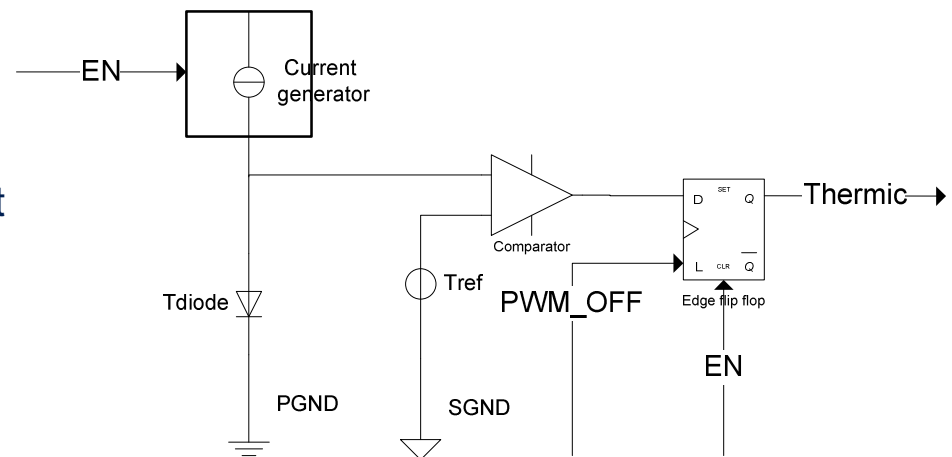 EN
Current
generator
t
D SET Q
Thermic
Comparator
L CLR Q
Tref
Tdiode
PWM_OFF
Edge flip flop
EN
PGND
SGND